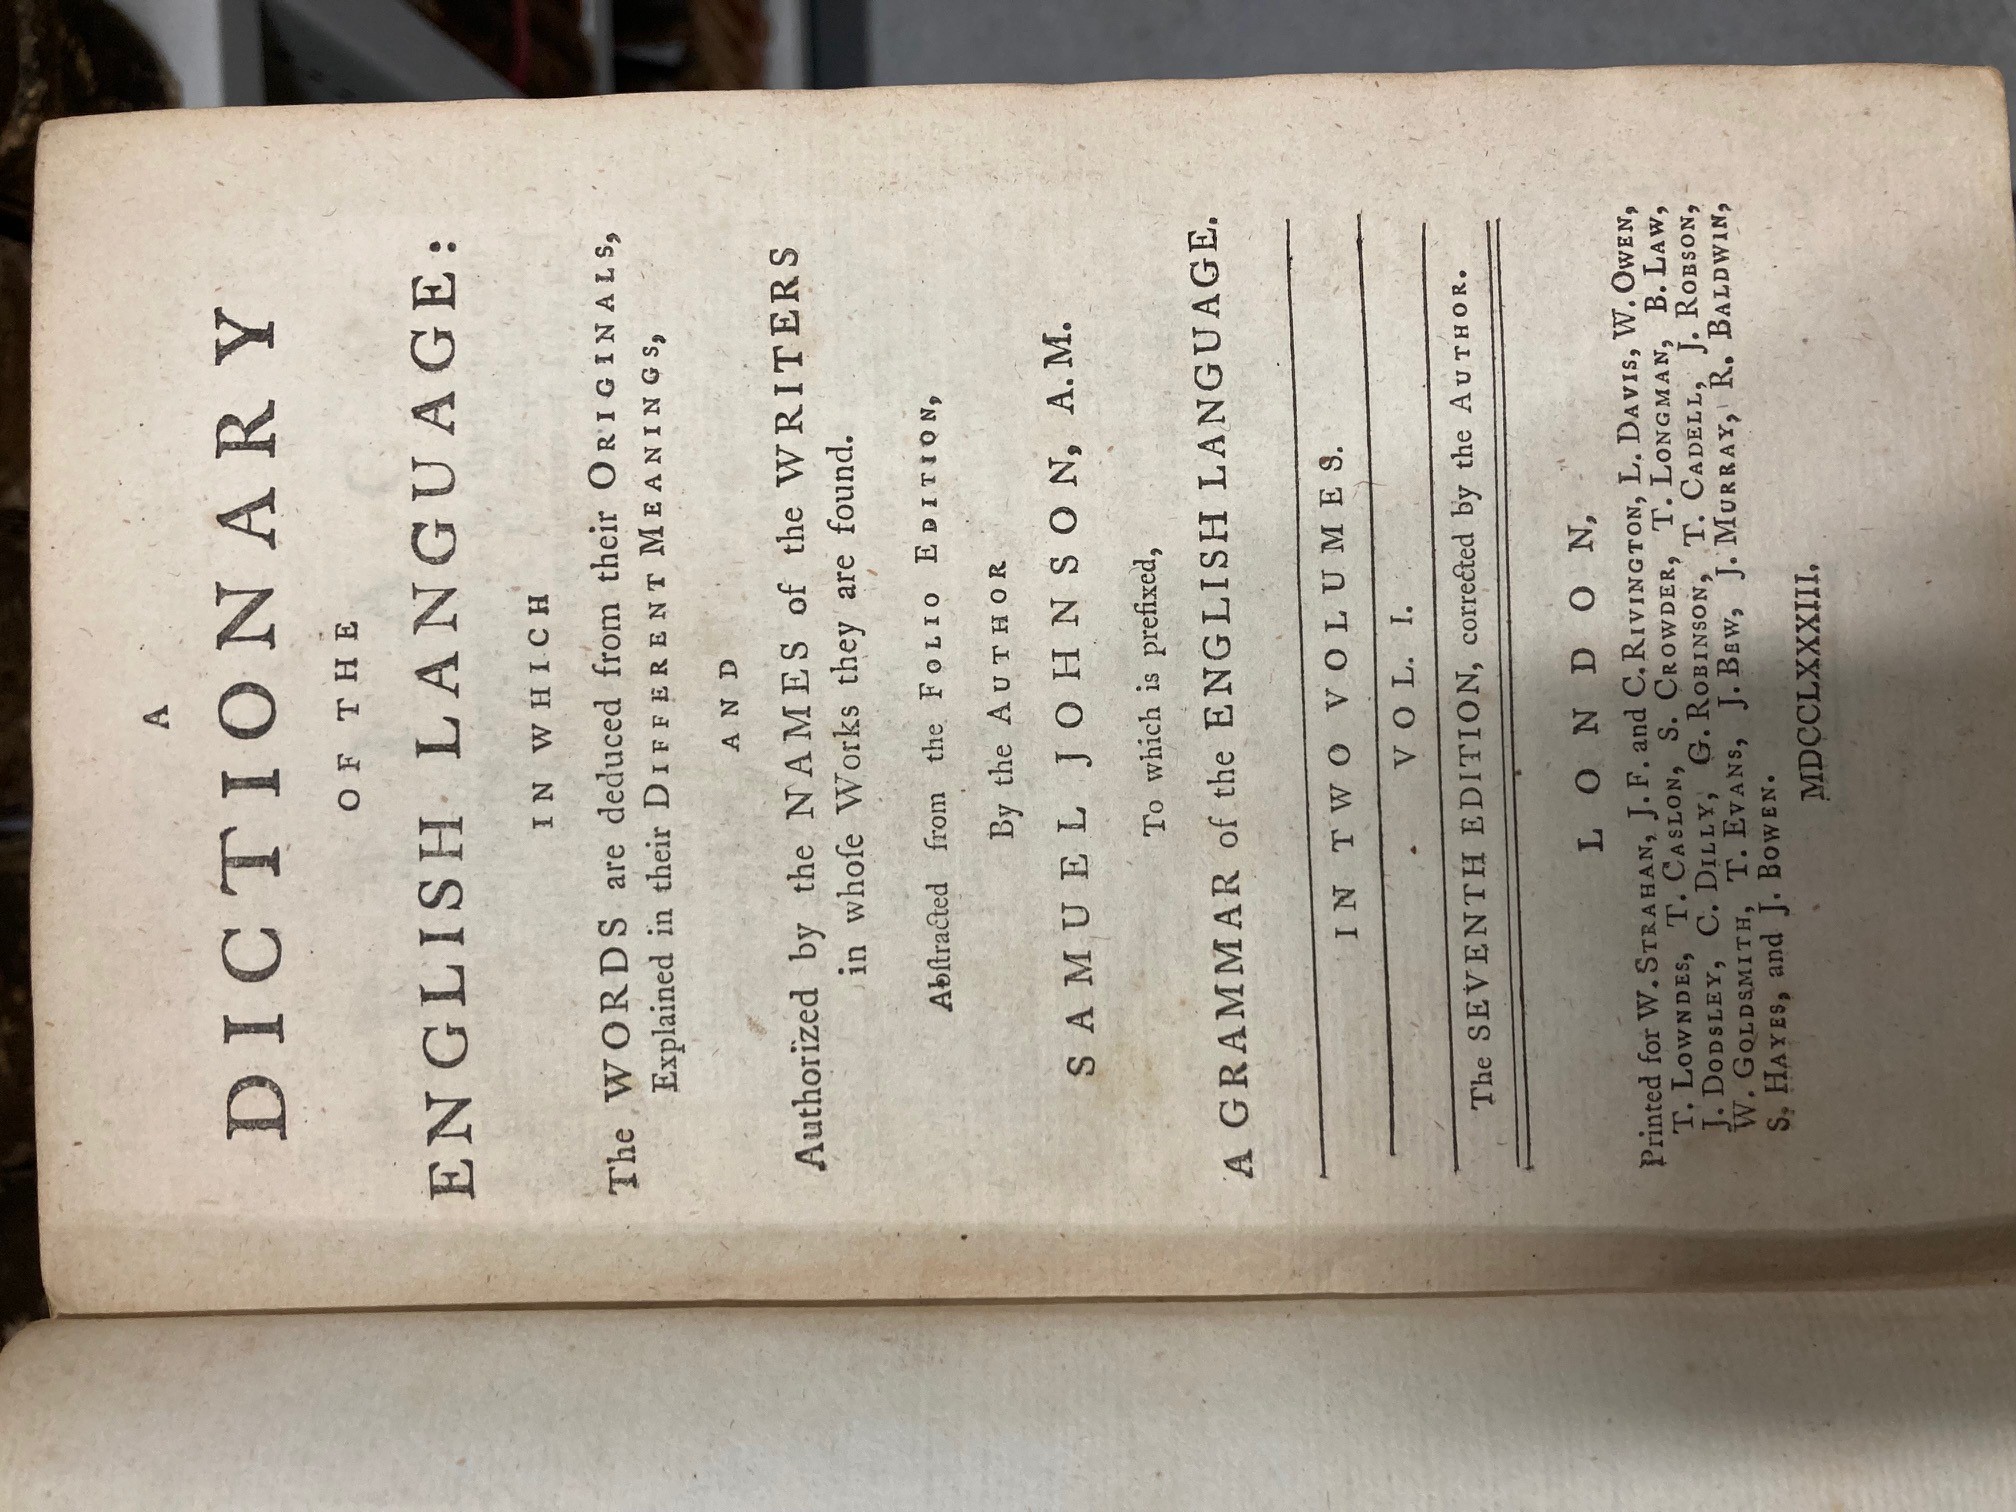 A
DICTIONARY
OF THE
ENGLISH LANGUAGE:
IN WHICH
The WORDS are deduced from their ORIGINALS,
Explained in their DIFFERENT MEANINGS,
AND
Authorized by the NAMES of the WRITERS
in whoſe Works they are found.
Abſtracted from the FOLIO EDITION,
By the AUTHOR
SAMUEL JOHNSON, A.M.
To which is prefixed,
A GRAMMAR of the ENGLISH LANGUAGE.
IN TWO VOLUMES.
VOL. I.
The SEVENTH EDITION, corrected by the AUTHOR.
LONDON,
Printed for W. STRAHAN, J. F. and C. RIVINGTON, L. DAVIS, W. OWEN,
T. LOWNDES, T. CASLON, S. CROWDER, T. LONGMAN, B. LAW,
J. DODSLEY, C. DILLY, G. ROBINSON, T. CADELL, J. ROBSON,
W. GOLDSMITH, T. EVANS, J. BEW, J. MURRAY, R. BALDWIN,
S. HAYES, and J. BOWEN.
MDCCLXXXIII.